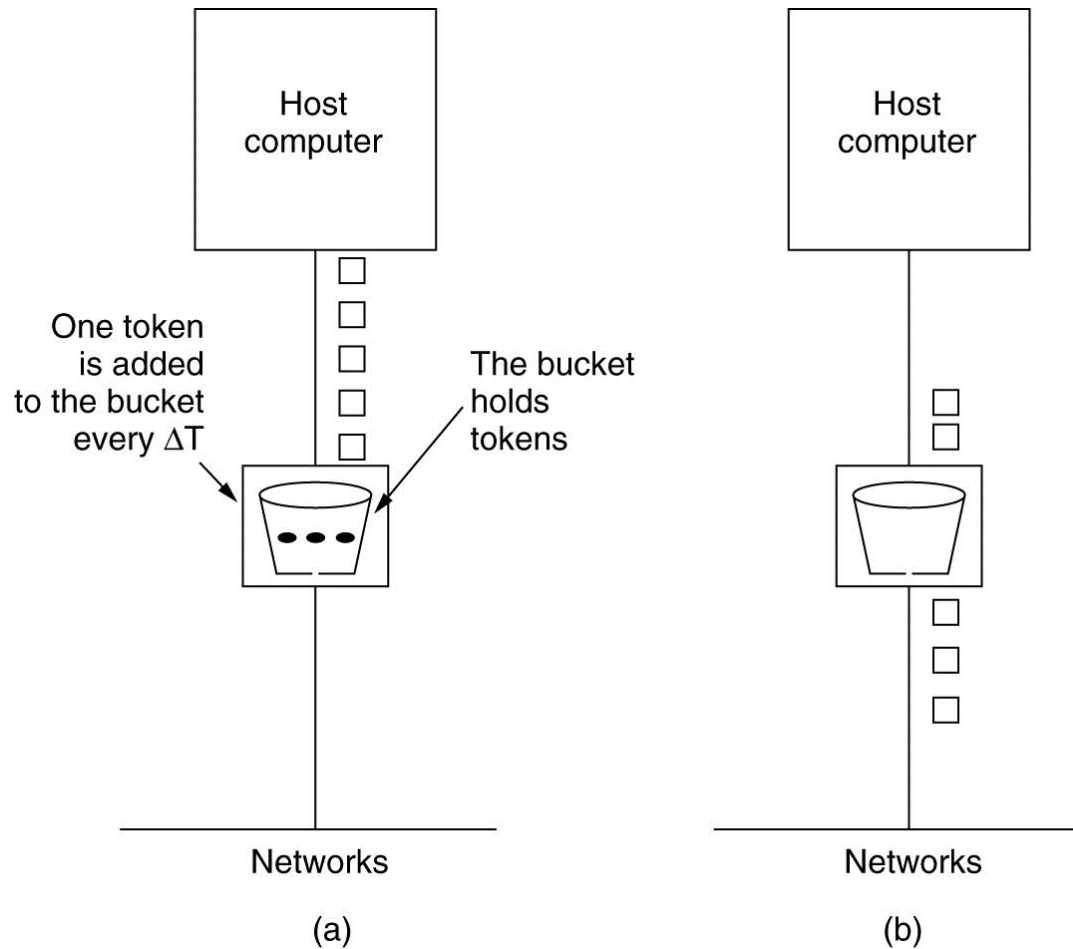 Host
computer
Host
computer
One token
is added
to the bucket
every ΔT
The bucket
holds
tokens
Networks
Networks
(a)
(b)